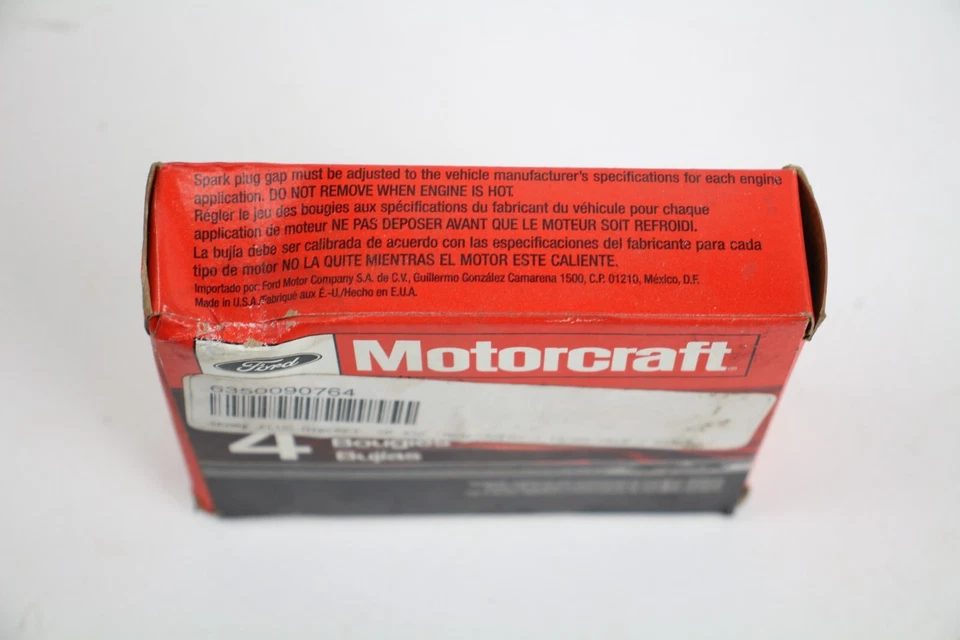 Spark plug gap must be adjusted to the vehicle manufacturer's specifications for each engine
application. DO NOT REMOVE WHEN ENGINE IS HOT.
Régler le jeu des bougies aux spécifications du fabricant du véhicule pour chaque
application de moteur NE PAS DEPOSER AVANT QUE LE MOTEUR SOIT REFROIDI.
La bujía debe ser calibrada de acuerdo con las especificaciones del fabricante para cada
tipo de motor NO LA QUITE MIENTRAS EL MOTOR ESTE CALIENTE.
Importado por: Ford Motor Company S.A. de C.V., Guillermo González Camarena 1500, C.P. 01210, México, D.F.
Made in U.S.A./Fabriqué aux É.-U./Hecho en E.U.A.
Ford Motorcraft
6350090764
4 Bougies
Bujías